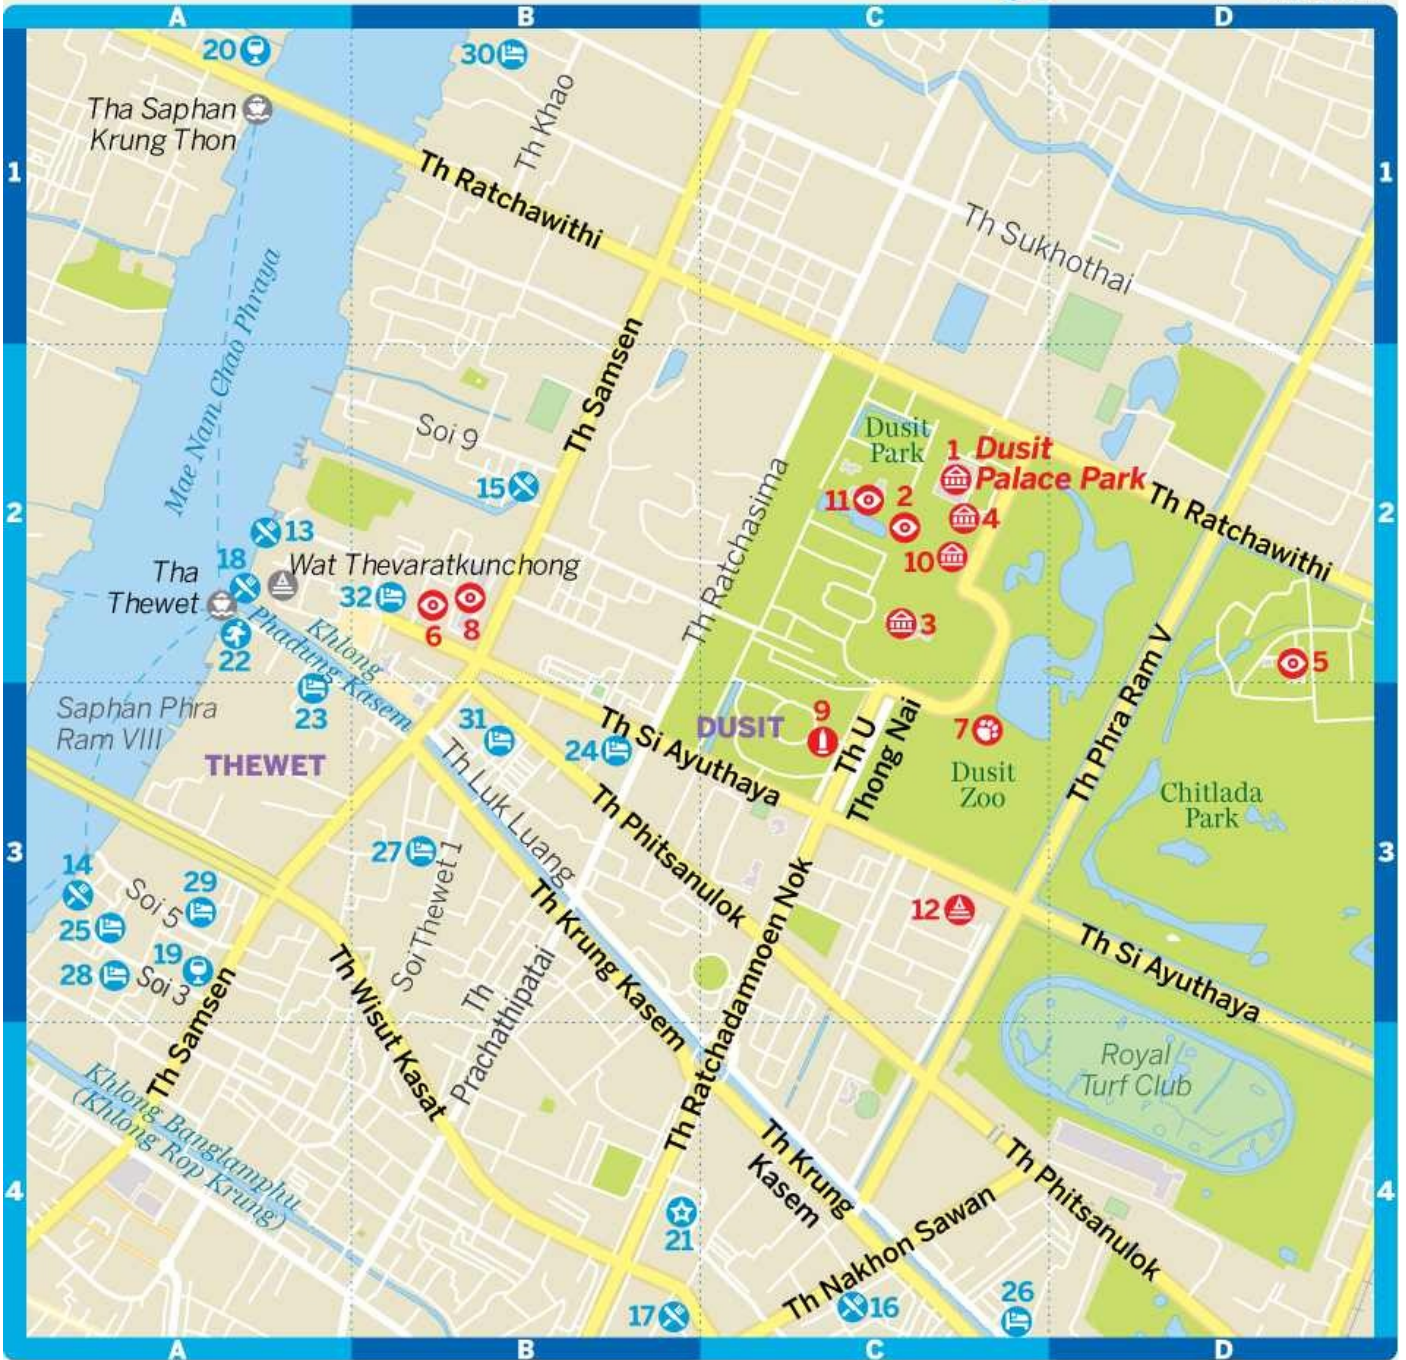 A
B
C
D
20
30
Tha Saphan
Krung Thon
Th Khao
1
1
Th Ratchawithi
Th Sukhothai
Mae Nam Chao Phraya
Th Samsen
Soi 9
Dusit
Park
1 Dusit
Palace Park
15
11
2
4
Th Ratchawithi
2
2
13
10
18
Wat Thevaratkunchong
Th Ratchasima
Tha
Thewet
32
6
8
3
Khlong
Phadung Kasem
22
5
Th Phra Ram V
23
Saphan Phra
Ram VIII
THEWET
31
24
Th Si Ayuthaya
DUSIT
9
Th U
Thong Nai
7
Dusit
Zoo
Chitlada
Park
Th Luk Luang
Th Phitsanulok
3
3
27
14
Soi 5
29
25
19
28
Soi 3
Soi Thewet 1
Th Krung Kasem
Th Ratchadamnoen Nok
12
Th Si Ayuthaya
Th Samsen
Th Wisut Kasat
Th
Prachathipatai
Royal
Turf Club
Khlong Banglamphu
(Khlong Rop Krung)
Th Krung
Kasem
Th Phitsanulok
4
4
21
Th Nakhon Sawan
17
16
26
A
B
C
D